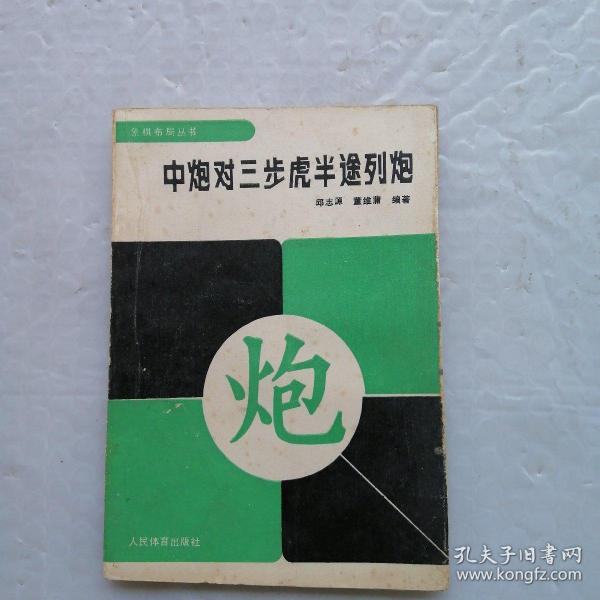 象棋布局丛书
中炮对三步虎半途列炮
邱志源 董维蒲 编著
炮
人民体育出版社
孔夫子旧书网
www.kongfz.com